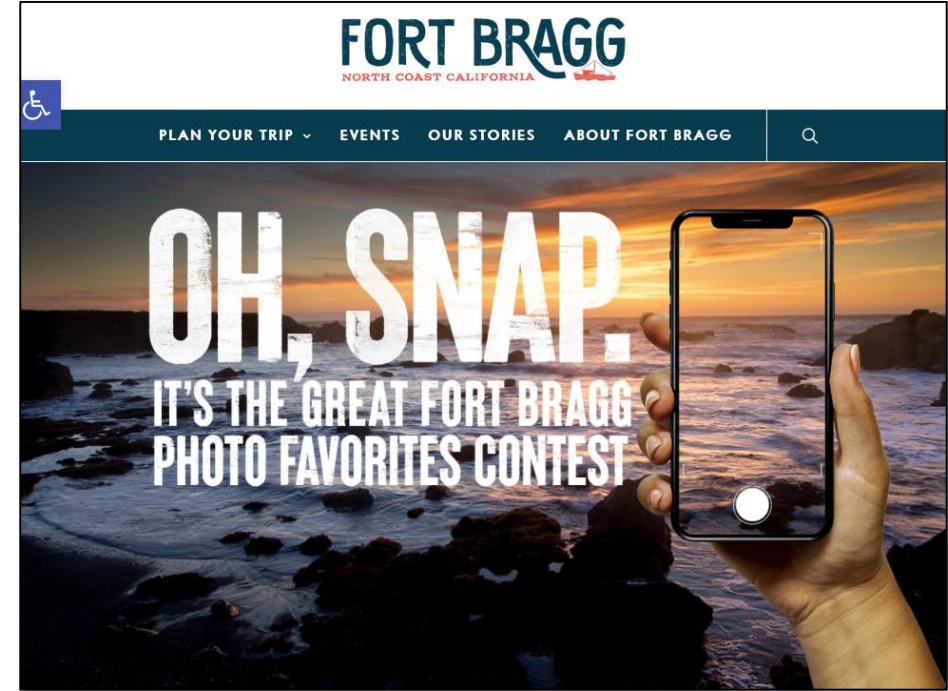 FORT BRAGG
NORTH COAST CALIFORNIA
PLAN YOUR TRIP EVENTS OUR STORIES ABOUT FORT BRAGG
OH, SNAP.
IT'S THE GREAT FORT BRAGG
PHOTO FAVORITES CONTEST